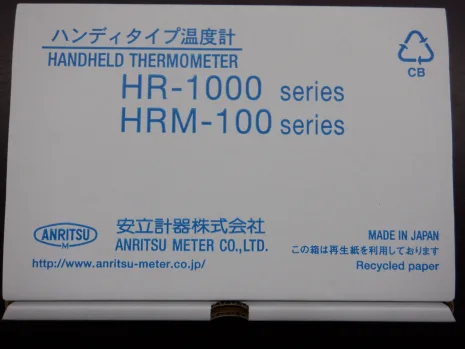 ハンディタイプ温度計
HANDHELD THERMOMETER
HR-1000 series
HRM-100 series
CB
ANRITSU
M
安立計器株式会社
ANRITSU METER CO.,LTD.
http://www.anritsu-meter.co.jp/
MADE IN JAPAN
この箱は再生紙を利用しております
Recycled paper